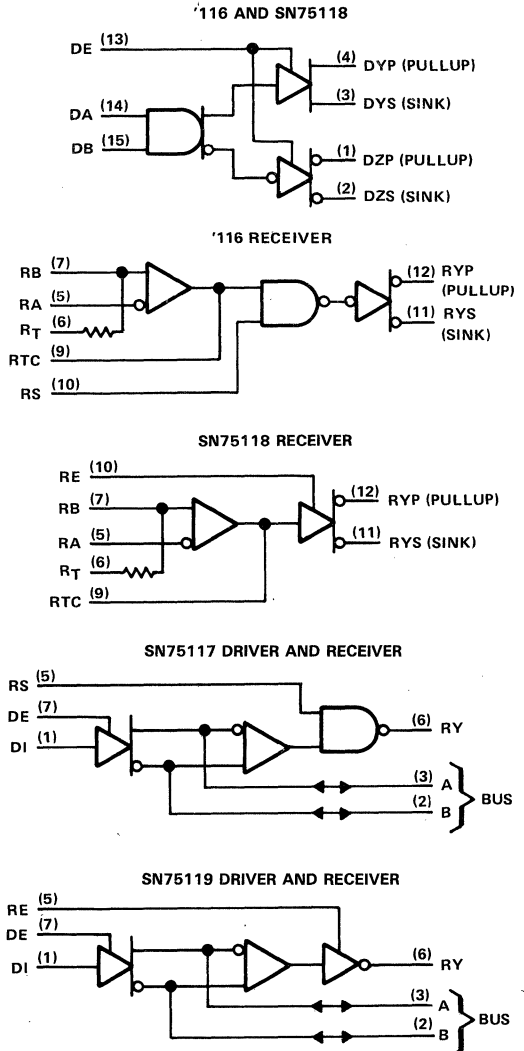 '116 AND SN75118
DE (13)
(4) DYP (PULLUP)
(3) DYS (SINK)
DA (14)
DB (15)
(1) DZP (PULLUP)
(2) DZS (SINK)
'116 RECEIVER
RB (7)
RA (5)
RT (6)
RTC (9)
RS (10)
(12) RYP
(PULLUP)
(11) RYS
(SINK)
SN75118 RECEIVER
RE (10)
RB (7)
RA (5)
RT (6)
RTC (9)
(12) RYP (PULLUP)
(11) RYS (SINK)
SN75117 DRIVER AND RECEIVER
RS (5)
DE (7)
DI (1)
(6) RY
(3) A
(2) B
BUS
SN75119 DRIVER AND RECEIVER
RE (5)
DE (7)
DI (1)
(6) RY
(3) A
(2) B
BUS